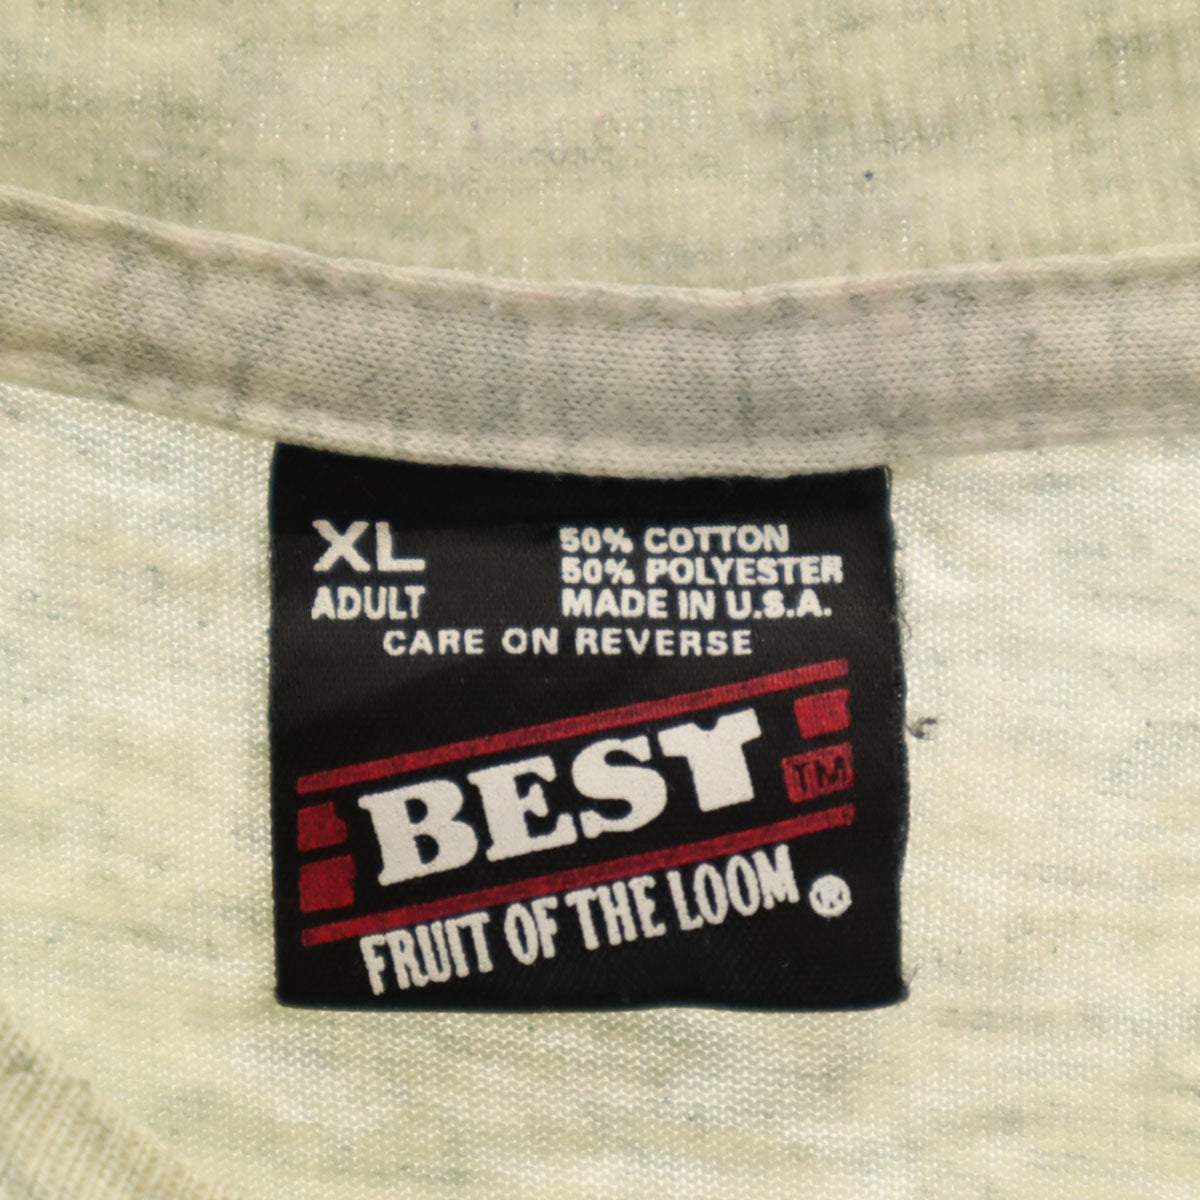 XL
ADULT
50% COTTON
50% POLYESTER
MADE IN U.S.A.
CARE ON REVERSE
BEST
TM
FRUIT OF THE LOOM ®